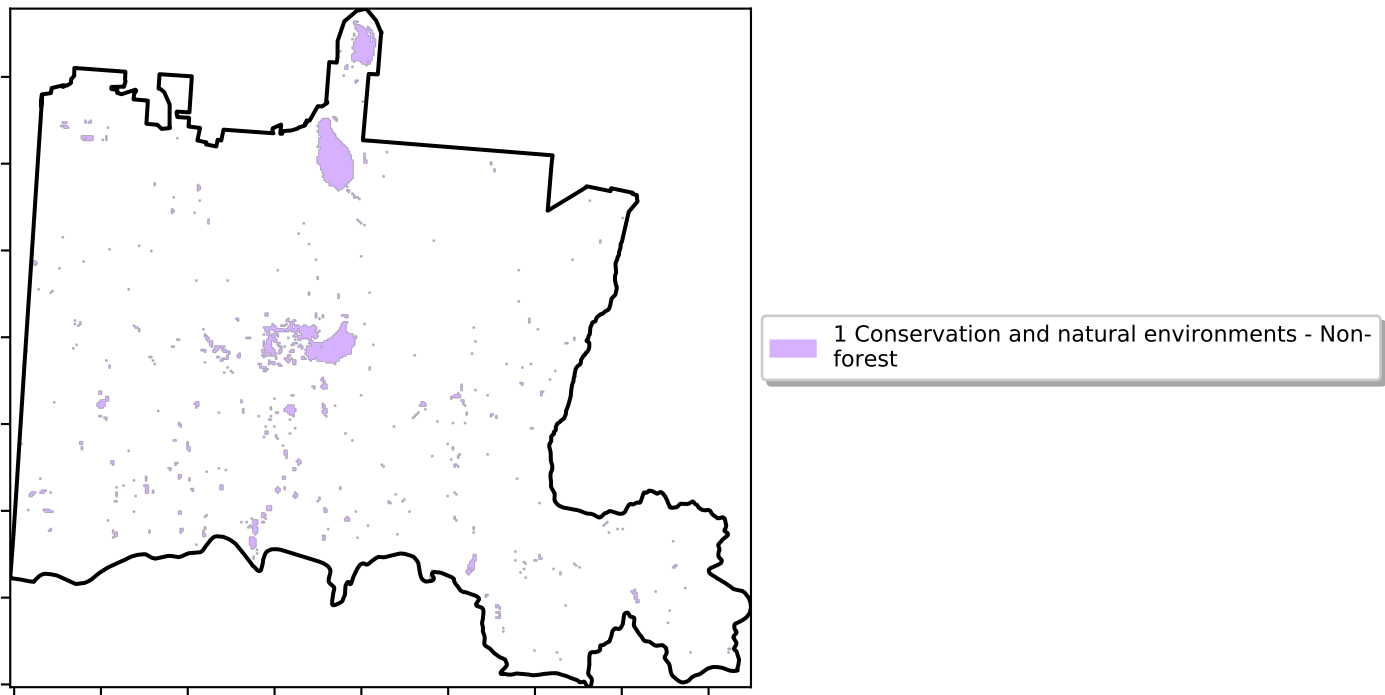 1 Conservation and natural environments - Non-
forest